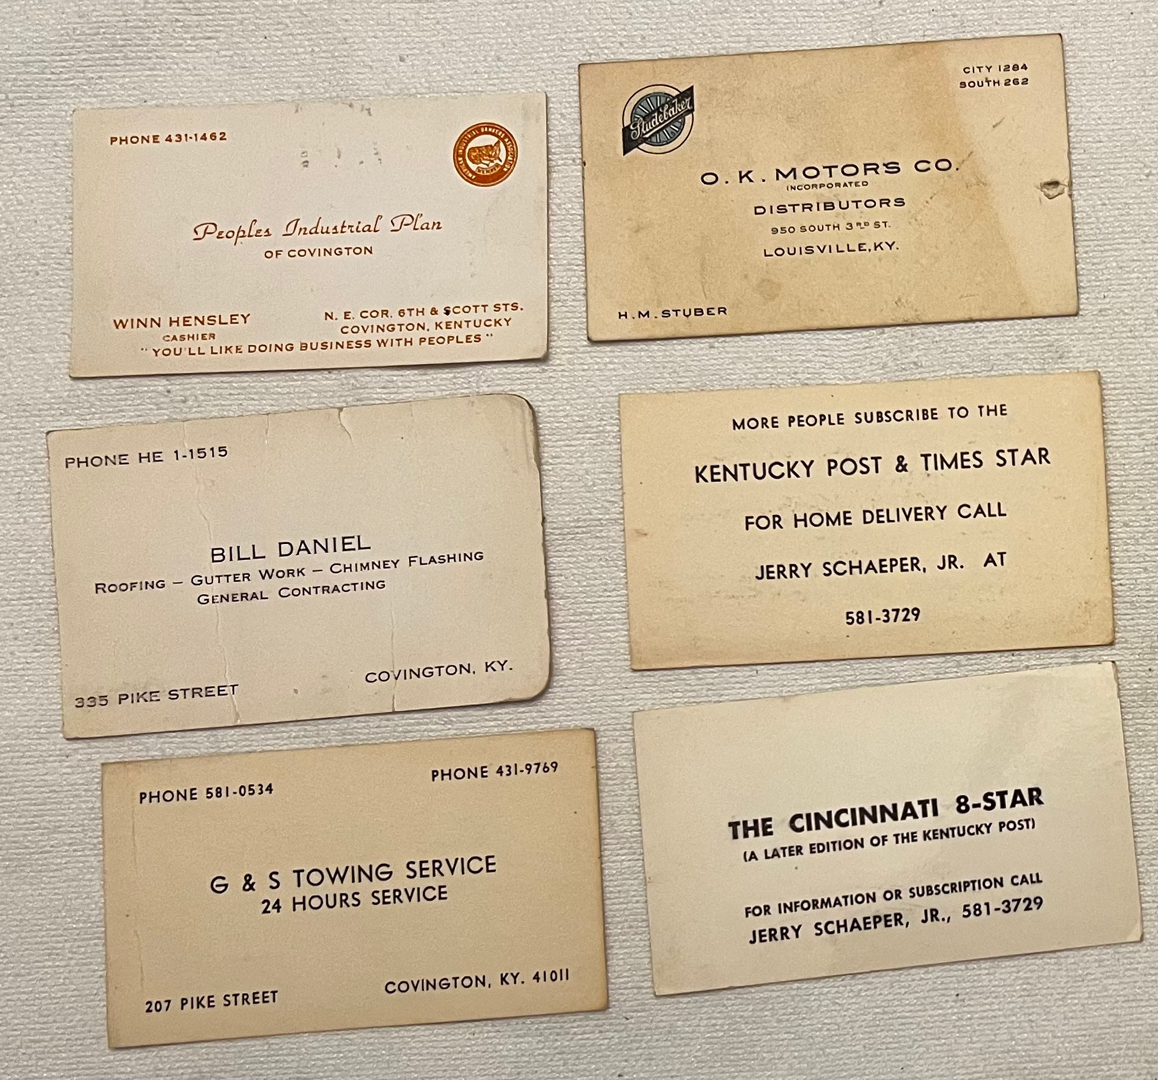 PHONE 431-1462
Peoples Industrial Plan
OF COVINGTON
WINN HENSLEY
CASHIER
N. E. COR. 6TH & SCOTT STS.
COVINGTON, KENTUCKY
"YOU'LL LIKE DOING BUSINESS WITH PEOPLES"
Studebaker
CITY 1284
SOUTH 262
O. K. MOTORS CO.
INCORPORATED
DISTRIBUTORS
950 SOUTH 3RD ST.
LOUISVILLE, KY.
H. M. STUBER
PHONE HE 1-1515
BILL DANIEL
ROOFING – GUTTER WORK – CHIMNEY FLASHING
GENERAL CONTRACTING
335 PIKE STREET
COVINGTON, KY.
MORE PEOPLE SUBSCRIBE TO THE
KENTUCKY POST & TIMES STAR
FOR HOME DELIVERY CALL
JERRY SCHAEPER, JR. AT
581-3729
PHONE 581-0534
PHONE 431-9769
G & S TOWING SERVICE
24 HOURS SERVICE
207 PIKE STREET
COVINGTON, KY. 41011
THE CINCINNATI 8-STAR
(A LATER EDITION OF THE KENTUCKY POST)
FOR INFORMATION OR SUBSCRIPTION CALL
JERRY SCHAEPER, JR., 581-3729